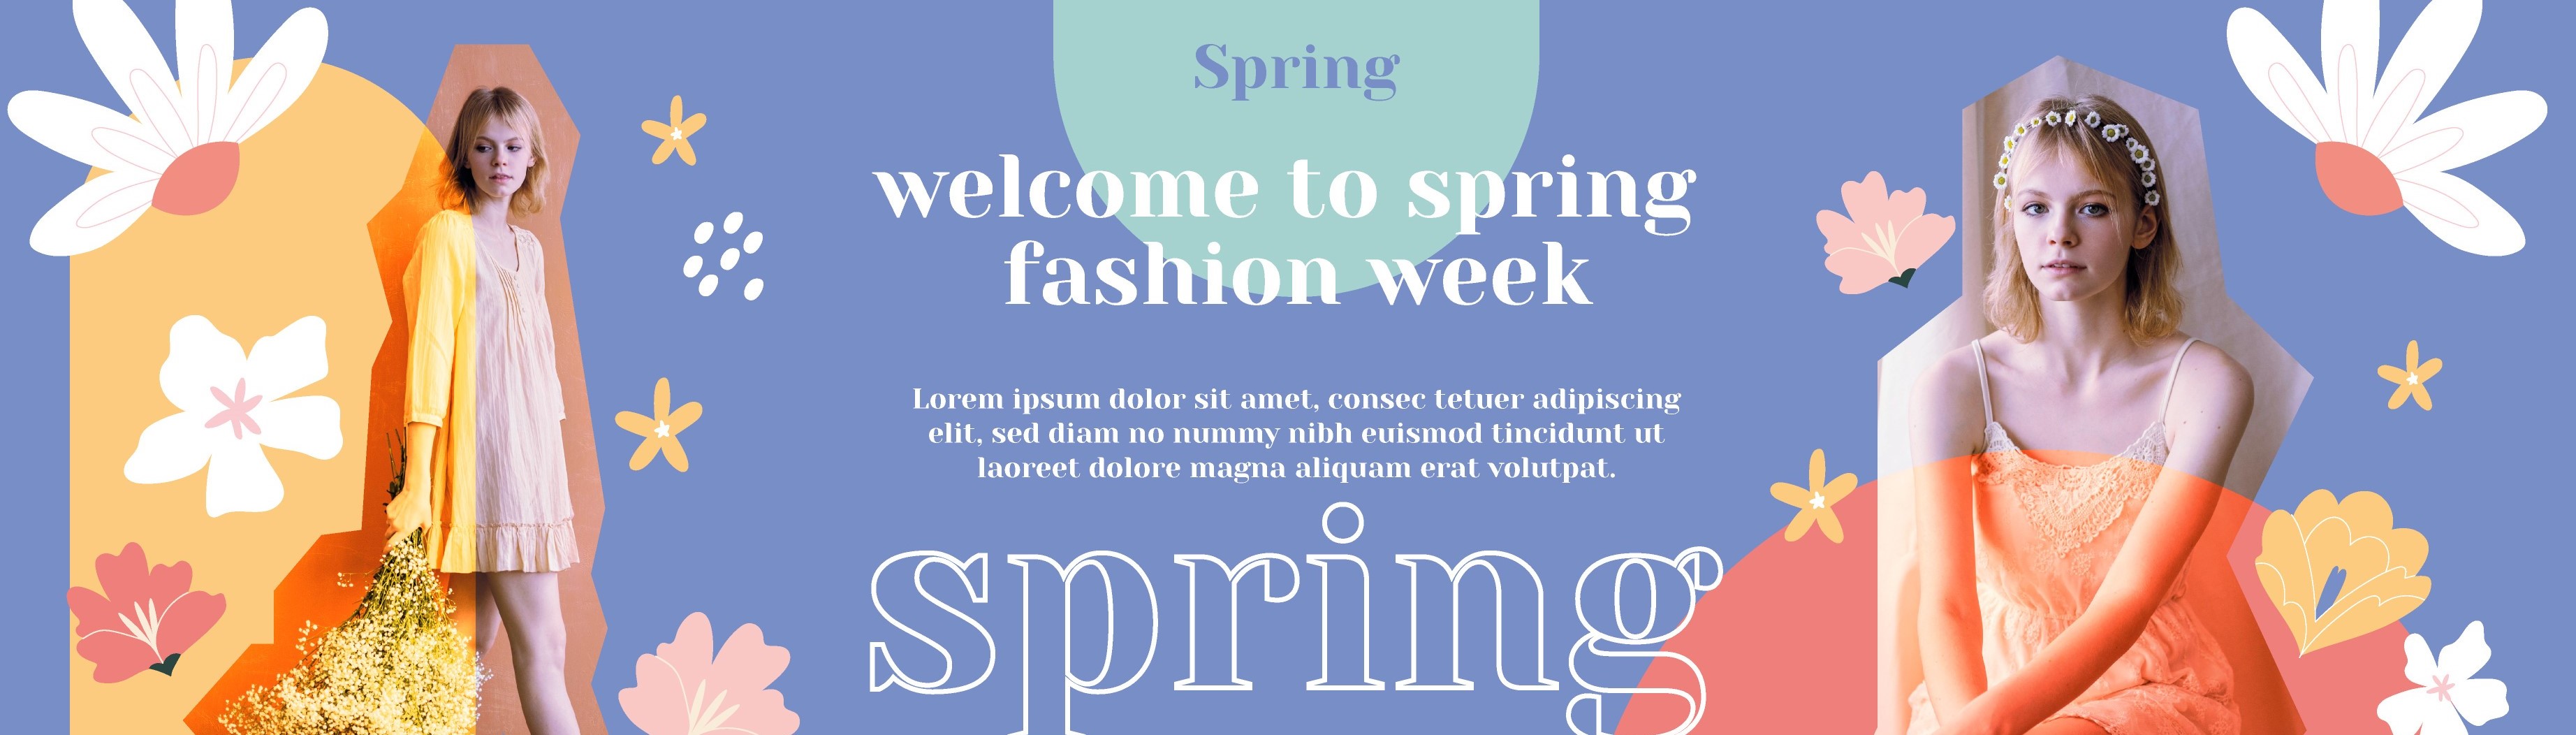 Spring
welcome to spring
fashion week
Lorem ipsum dolor sit amet, consec tetuer adipiscing
elit, sed diam no nummy nibh euismod tincidunt ut
laoreet dolore magna aliquam erat volutpat.
spring